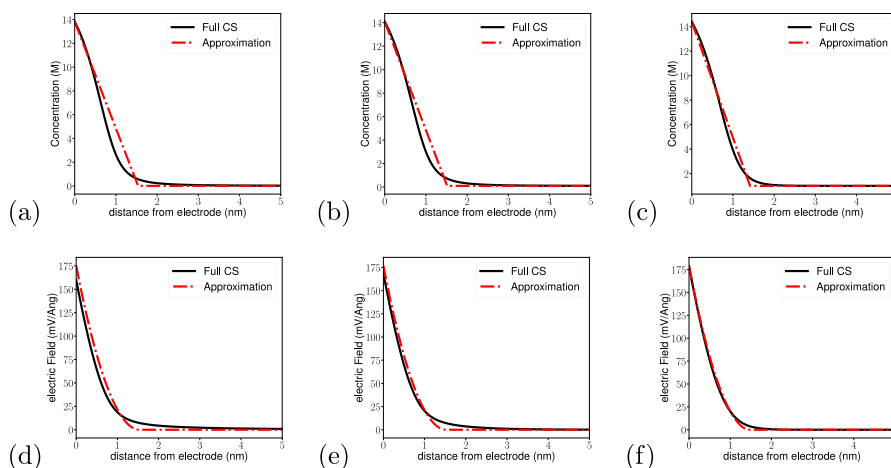 14
12
10
8
6
4
2
0
Concentration (M)
Full CS
Approximation
0 1 2 3 4 5
distance from electrode (nm)
(a)
14
12
10
8
6
4
2
0
Concentration (M)
Full CS
Approximation
0 1 2 3 4 5
distance from electrode (nm)
(b)
14
12
10
8
6
4
2
Concentration (M)
Full CS
Approximation
0 1 2 3 4
distance from electrode (nm)
(c)
175
150
125
100
75
50
25
0
electric Field (mV/Ang)
Full CS
Approximation
0 1 2 3 4 5
distance from electrode (nm)
(d)
175
150
125
100
75
50
25
0
electric Field (mV/Ang)
Full CS
Approximation
0 1 2 3 4 5
distance from electrode (nm)
(e)
175
150
125
100
75
50
25
0
electric Field (mV/Ang)
Full CS
Approximation
0 1 2 3 4
distance from electrode (nm)
(f)